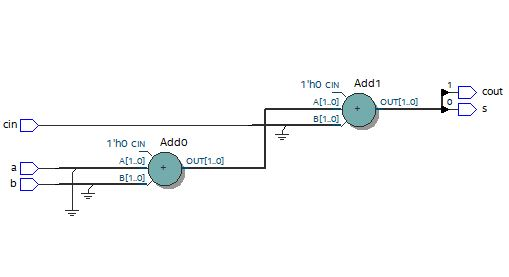 1'h0 CIN Add1
A[1..0] OUT[1..0] 1 cout
0 s
cin B[1..0]
1'h0 CIN Add0
a A[1..0] OUT[1..0]
b B[1..0]